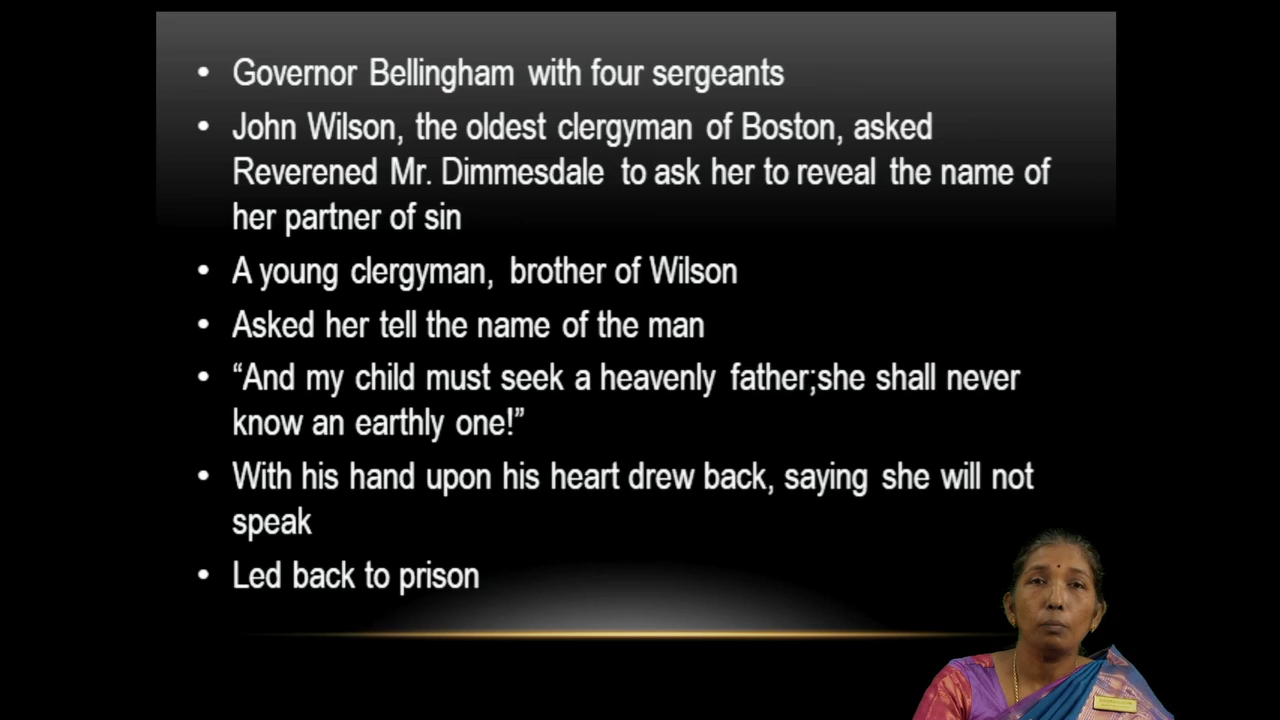 • Governor Bellingham with four sergeants
• John Wilson, the oldest clergyman of Boston, asked
Reverened Mr. Dimmesdale to ask her to reveal the name of
her partner of sin
• A young clergyman, brother of Wilson
• Asked her tell the name of the man
• “And my child must seek a heavenly father;she shall never
know an earthly one!”
• With his hand upon his heart drew back, saying she will not
speak
• Led back to prison